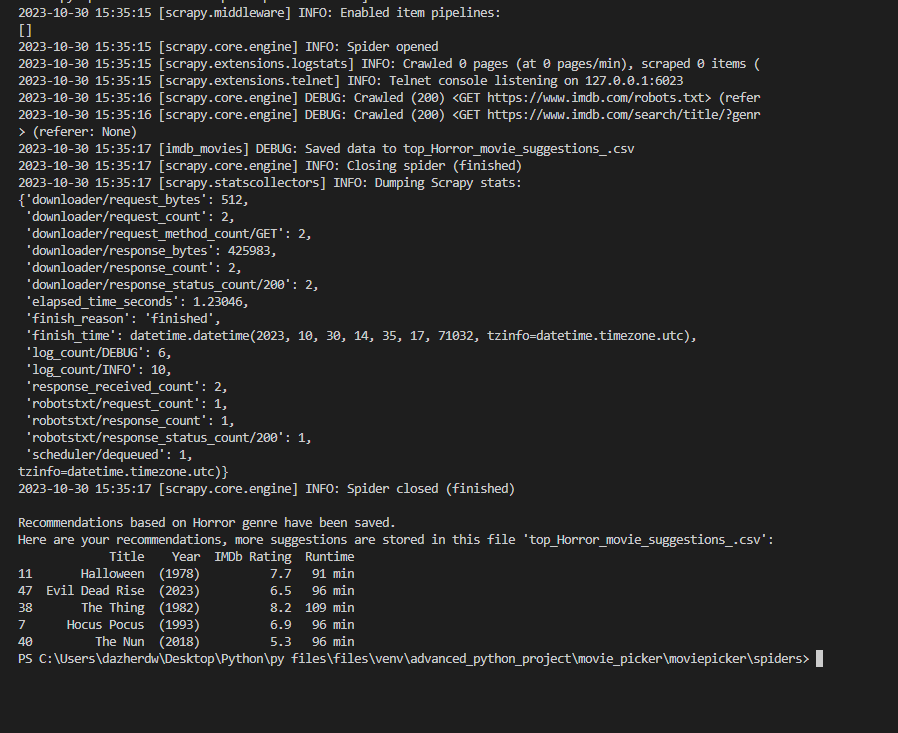 2023-10-30 15:35:15 [scrapy.middleware] INFO: Enabled item pipelines:
[]
2023-10-30 15:35:15 [scrapy.core.engine] INFO: Spider opened
2023-10-30 15:35:15 [scrapy.extensions.logstats] INFO: Crawled 0 pages (at 0 pages/min), scraped 0 items (
2023-10-30 15:35:15 [scrapy.extensions.telnet] INFO: Telnet console listening on 127.0.0.1:6023
2023-10-30 15:35:16 [scrapy.core.engine] DEBUG: Crawled (200) <GET https://www.imdb.com/robots.txt> (refer
2023-10-30 15:35:16 [scrapy.core.engine] DEBUG: Crawled (200) <GET https://www.imdb.com/search/title/?genr
> (referer: None)
2023-10-30 15:35:17 [imdb_movies] DEBUG: Saved data to top_Horror_movie_suggestions_.csv
2023-10-30 15:35:17 [scrapy.core.engine] INFO: Closing spider (finished)
2023-10-30 15:35:17 [scrapy.statscollectors] INFO: Dumping Scrapy stats:
{'downloader/request_bytes': 512,
 'downloader/request_count': 2,
 'downloader/request_method_count/GET': 2,
 'downloader/response_bytes': 425983,
 'downloader/response_count': 2,
 'downloader/response_status_count/200': 2,
 'elapsed_time_seconds': 1.23046,
 'finish_reason': 'finished',
 'finish_time': datetime.datetime(2023, 10, 30, 14, 35, 17, 71032, tzinfo=datetime.timezone.utc),
 'log_count/DEBUG': 6,
 'log_count/INFO': 10,
 'response_received_count': 2,
 'robotstxt/request_count': 1,
 'robotstxt/response_count': 1,
 'robotstxt/response_status_count/200': 1,
 'scheduler/dequeued': 1,
tzinfo=datetime.timezone.utc)}
2023-10-30 15:35:17 [scrapy.core.engine] INFO: Spider closed (finished)

Recommendations based on Horror genre have been saved.
Here are your recommendations, more suggestions are stored in this file 'top_Horror_movie_suggestions_.csv':
             Title    Year  IMDb Rating  Runtime
11       Halloween  (1978)          7.7   91 min
47  Evil Dead Rise  (2023)          6.5   96 min
38       The Thing  (1982)          8.2  109 min
7      Hocus Pocus  (1993)          6.9   96 min
40         The Nun  (2018)          5.3   96 min
PS C:\Users\dazherdw\Desktop\Python\py files\files\venv\advanced_python_project\movie_picker\moviepicker\spiders>